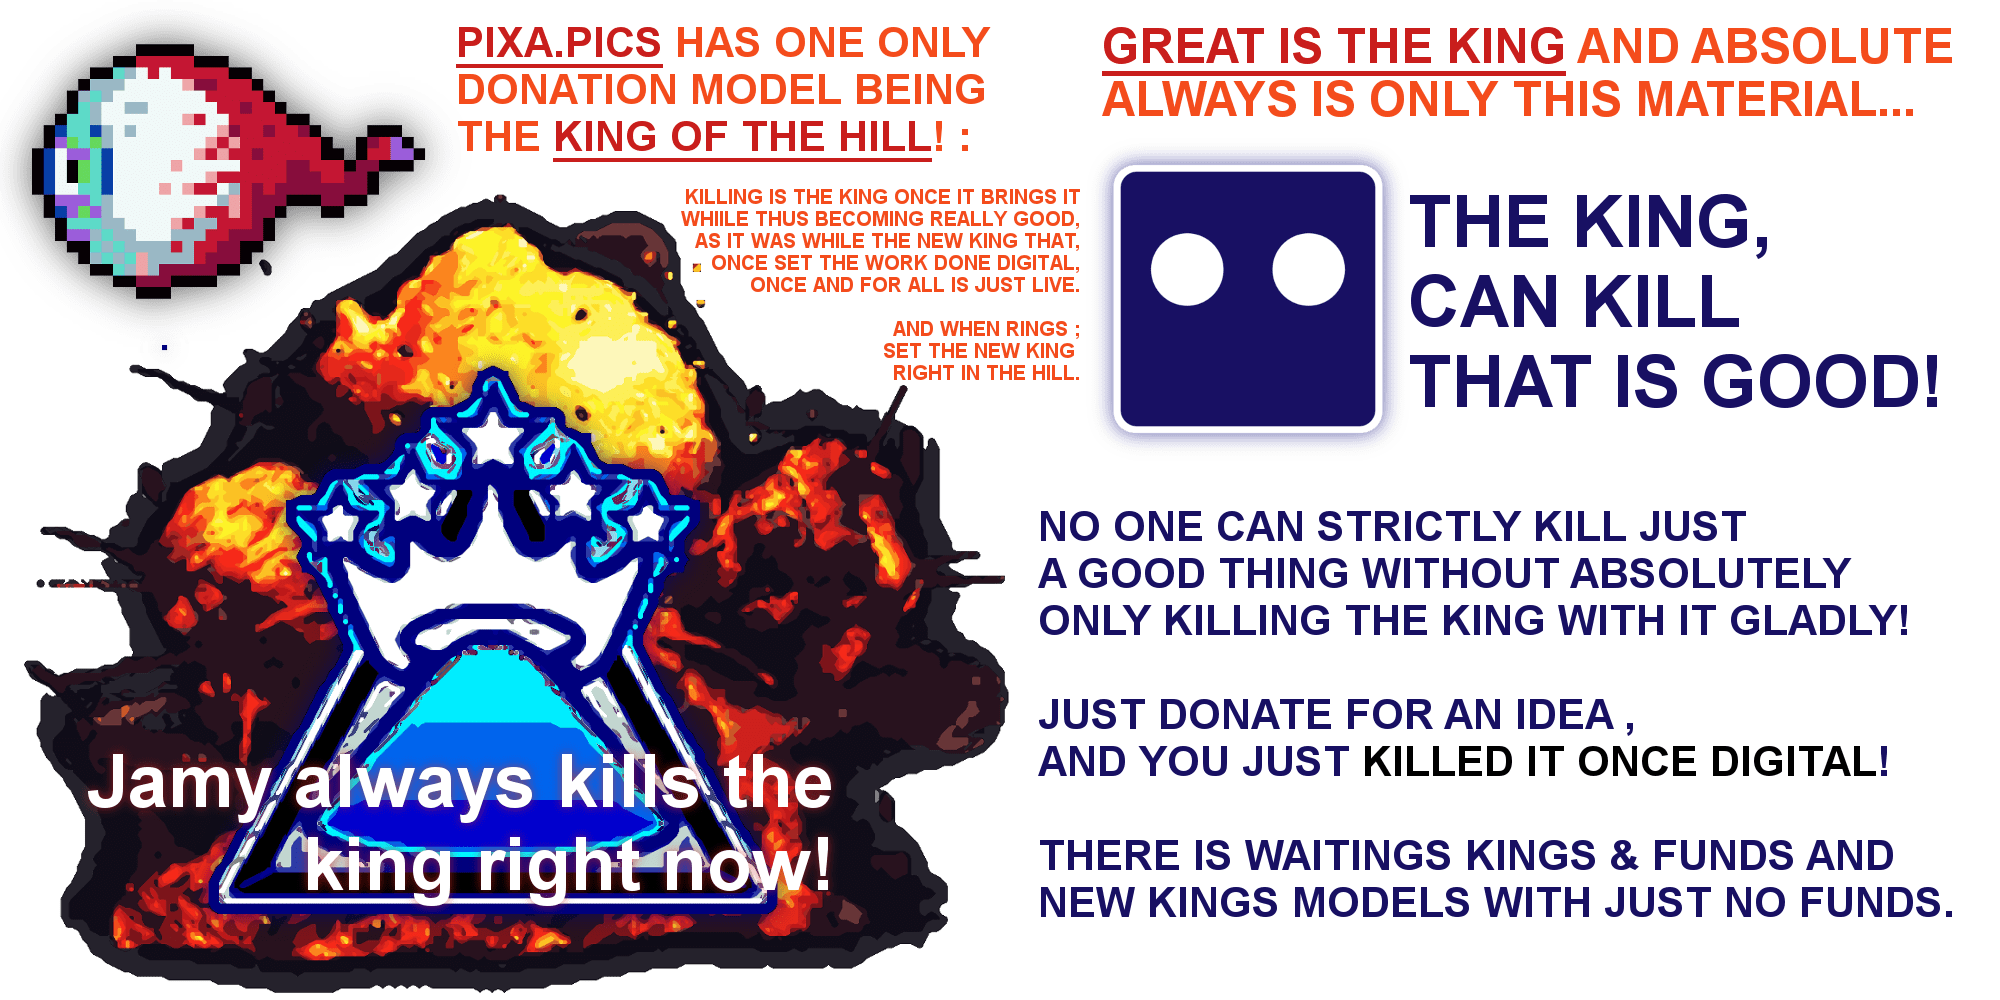 PIXA.PICS HAS ONE ONLY
DONATION MODEL BEING
THE KING OF THE HILL! :
KILLING IS THE KING ONCE IT BRINGS IT
WHIILE THUS BECOMING REALLY GOOD,
AS IT WAS WHILE THE NEW KING THAT,
ONCE SET THE WORK DONE DIGITAL,
ONCE AND FOR ALL IS JUST LIVE.
AND WHEN RINGS ;
SET THE NEW KING
RIGHT IN THE HILL.
Jamy always kills the
king right now!
GREAT IS THE KING AND ABSOLUTE
ALWAYS IS ONLY THIS MATERIAL...
THE KING,
CAN KILL
THAT IS GOOD!
NO ONE CAN STRICTLY KILL JUST
A GOOD THING WITHOUT ABSOLUTELY
ONLY KILLING THE KING WITH IT GLADLY!
JUST DONATE FOR AN IDEA ,
AND YOU JUST KILLED IT ONCE DIGITAL!
THERE IS WAITINGS KINGS & FUNDS AND
NEW KINGS MODELS WITH JUST NO FUNDS.